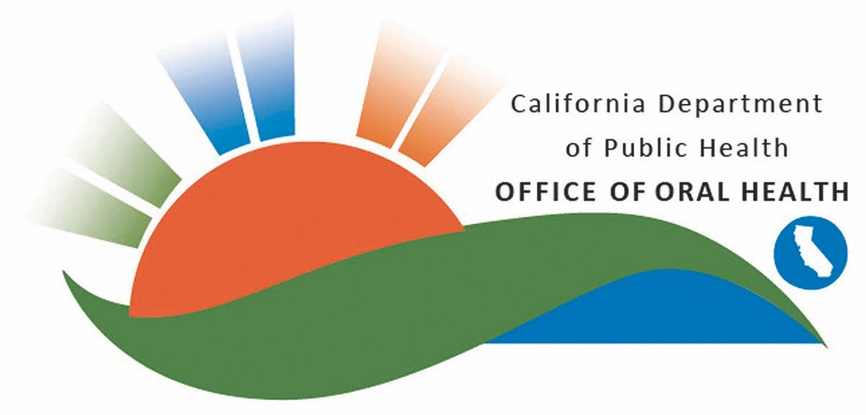 California Department
of Public Health
OFFICE OF ORAL HEALTH